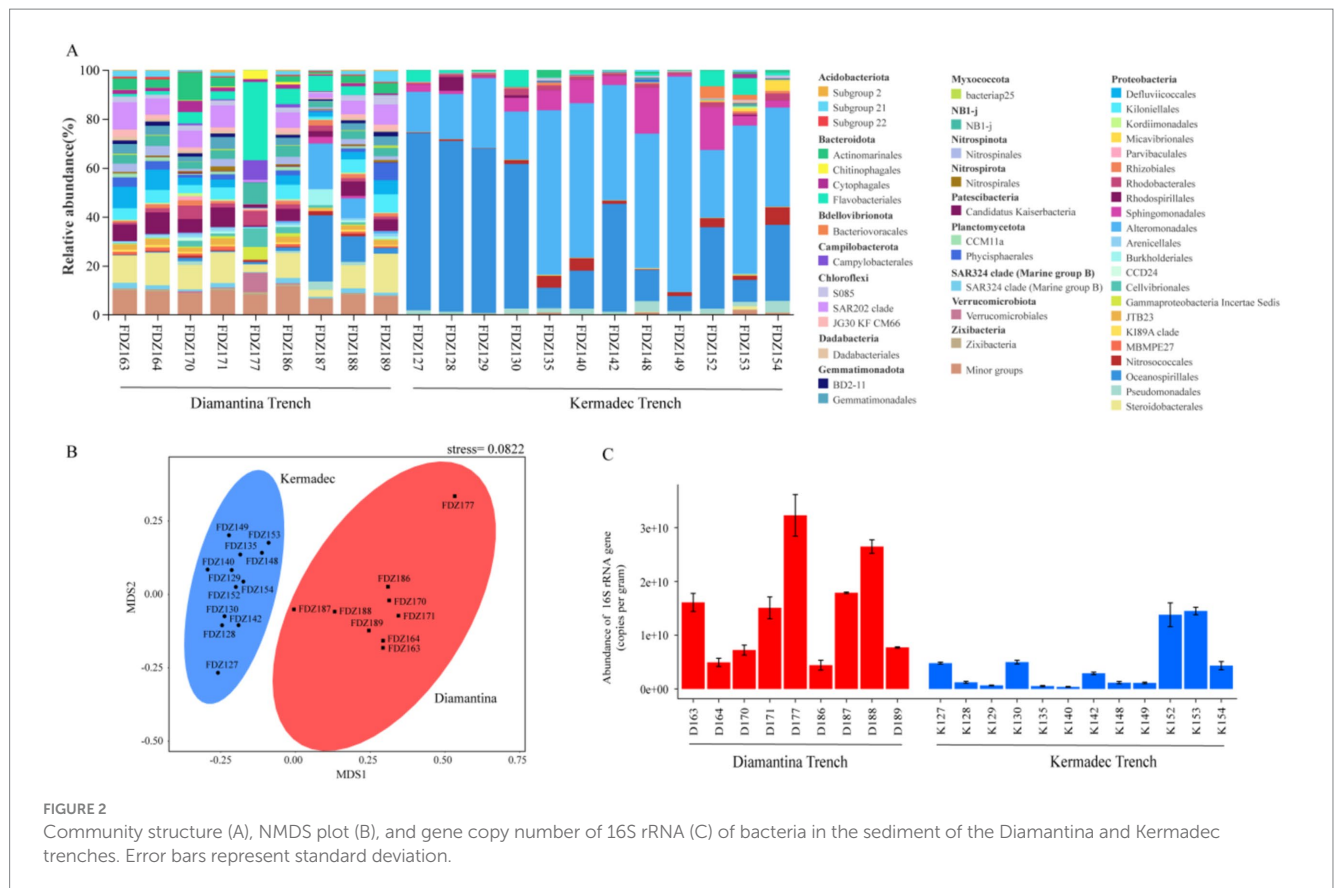 A
Relative abundance(%)
100
80
60
40
20
0
FDZ163
FDZ164
FDZ170
FDZ171
FDZ177
FDZ186
FDZ187
FDZ188
FDZ189
FDZ127
FDZ128
FDZ129
FDZ130
FDZ135
FDZ140
FDZ142
FDZ148
FDZ149
FDZ152
FDZ153
FDZ154
Diamantina Trench
Kermadec Trench
Acidobacteriota
Subgroup 2
Subgroup 21
Subgroup 22
Bacteroidota
Actinomarinales
Chitinophagales
Cytophagales
Flavobacteriales
Bdellovibrionota
Bacteriovoracales
Campilobacterota
Campylobacterales
Chloroflexi
S085
SAR202 clade
JG30 KF CM66
Dadabacteria
Dadabacteriales
Gemmatimonadota
BD2-11
Gemmatimonadales
Myxococcota
bacteriap25
NB1-j
NB1-j
Nitrospinota
Nitrospinales
Nitrospirota
Nitrospirales
Patescibacteria
Candidatus Kaiserbacteria
Planctomycetota
CCM11a
Phycisphaerales
SAR324 clade (Marine group B)
SAR324 clade (Marine group B)
Verrucomicrobiota
Verrucomicrobiales
Zixibacteria
Zixibacteria
Minor groups
Proteobacteria
Defluviicoccales
Kiloniellales
Kordiimonadales
Micavibrionales
Parvibaculales
Rhizobiales
Rhodobacterales
Rhodospirillales
Sphingomonadales
Alteromonadales
Arenicellales
Burkholderiales
CCD24
Cellvibrionales
Gammaproteobacteria Incertae Sedis
JTB23
KI89A clade
MBMPE27
Nitrosococcales
Oceanospirillales
Pseudomonadales
Steroidobacterales
B
stress= 0.0822
MDS2
0.25
0.00
-0.25
-0.50
Kermadec
FDZ149
FDZ153
FDZ135
FDZ148
FDZ140
FDZ129
FDZ154
FDZ152
FDZ130
FDZ142
FDZ128
FDZ127
FDZ177
FDZ186
FDZ170
FDZ187
FDZ188
FDZ171
FDZ189
FDZ164
FDZ163
Diamantina
-0.25
0.00
0.25
0.50
0.75
MDS1
C
Abundance of 16S rRNA gene
(copies per gram)
3e+10
2e+10
1e+10
0e+00
D163
D164
D170
D171
D177
D186
D187
D188
D189
K127
K128
K129
K130
K135
K140
K142
K148
K149
K152
K153
K154
Diamantina Trench
Kermadec Trench
FIGURE 2
Community structure (A), NMDS plot (B), and gene copy number of 16S rRNA (C) of bacteria in the sediment of the Diamantina and Kermadec
trenches. Error bars represent standard deviation.